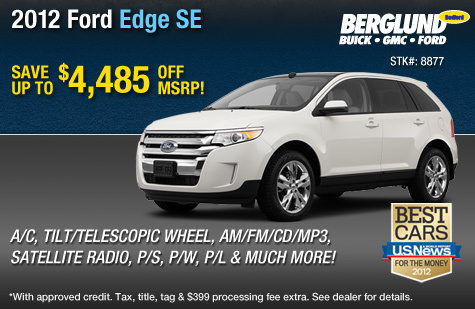 2012 Ford Edge SE
BERGLUND
Bedford
BUICK • GMC • FORD
STK#: 8877
SAVE
UP TO $4,485 OFF
MSRP!
A/C, TILT/TELESCOPIC WHEEL, AM/FM/CD/MP3,
SATELLITE RADIO, P/S, P/W, P/L & MUCH MORE!
BEST
CARS
U.S.News
FOR THE MONEY
2012
*With approved credit. Tax, title, tag & $399 processing fee extra. See dealer for details.